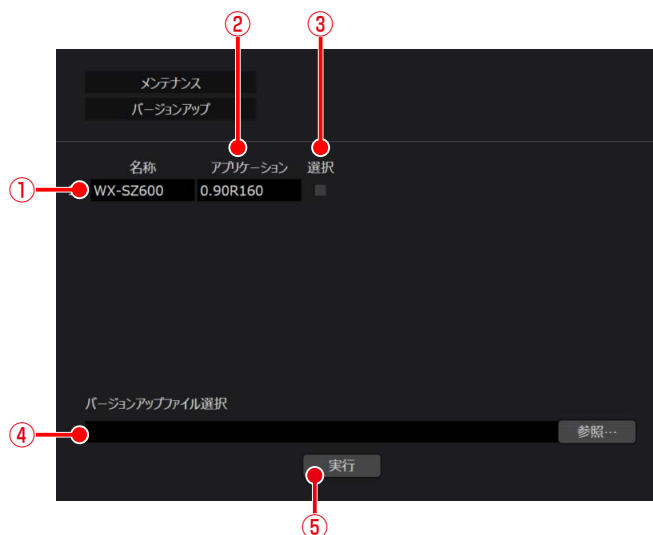 ② ③
メンテナンス
バージョンアップ
名称 アプリケーション 選択
① WX-SZ600 0.90R160
バージョンアップファイル選択
④ 参照…
実行
⑤